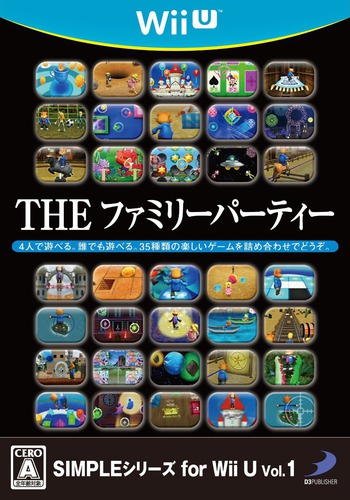 Wii U
THE ファミリーパーティー
4人で遊べる。誰でも遊べる。35種類の楽しいゲームを詰め合わせでどうぞ。
CERO
A
全年齢対象
SIMPLEシリーズ for Wii U Vol.1
D3PUBLISHER